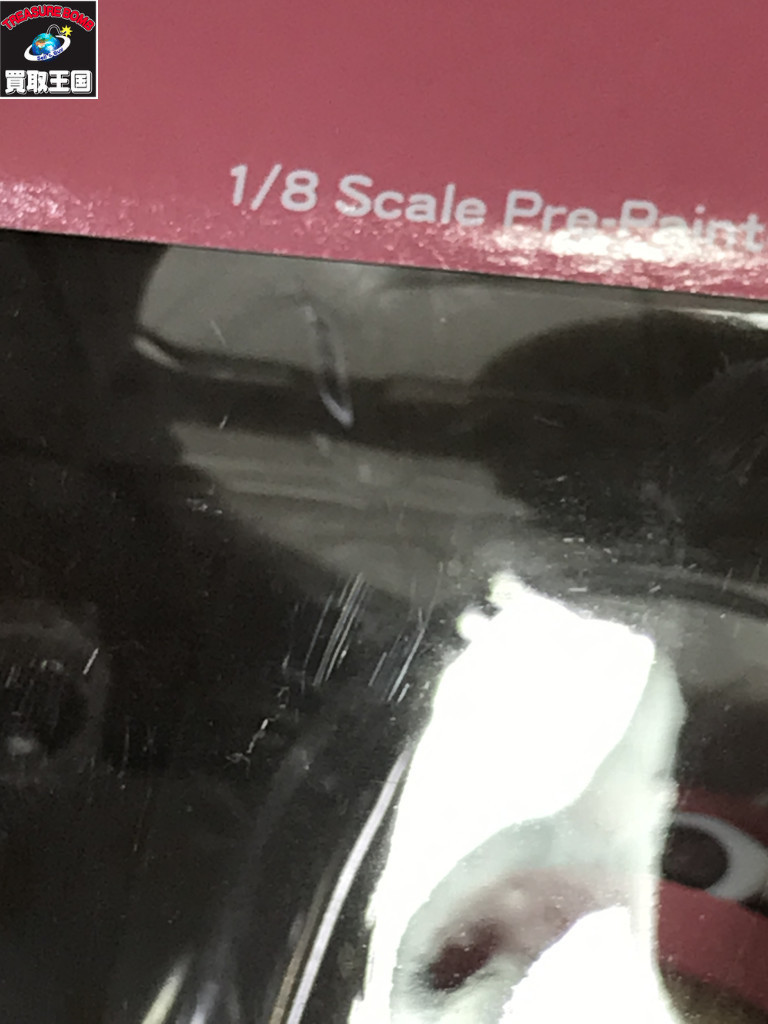 TREASURE BOMB
買取王国
1/8 Scale Pre-Paint